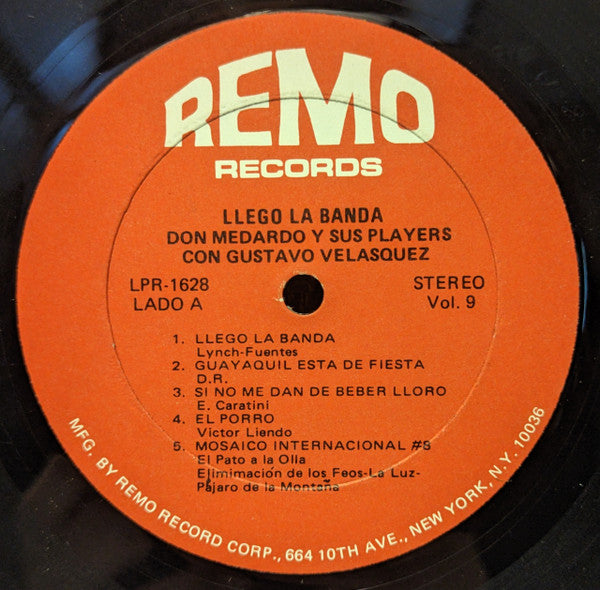 REMO
RECORDS
LLEGO LA BANDA
DON MEDARDO Y SUS PLAYERS
CON GUSTAVO VELASQUEZ
LPR-1628
LADO A
STEREO
Vol. 9
1. LLEGO LA BANDA
Lynch-Fuentes
2. GUAYAQUIL ESTA DE FIESTA
D.R.
3. SI NO ME DAN DE BEBER LLORO
E. Caratini
4. EL PORRO
Victor Liendo
5. MOSAICO INTERNACIONAL #8
El Pato a la Olla
Elimimación de los Feos-La Luz-
Pájaro de la Montaña
MFG. BY REMO RECORD CORP., 664 10TH AVE., NEW YORK, N.Y. 10036